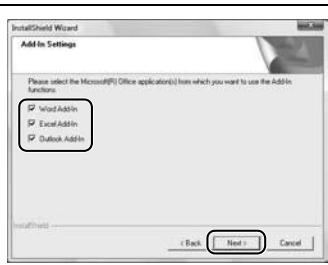 InstallShield Wizard
Add-In Settings
Please select the Microsoft(R) Office application(s) from which you want to use the Add-In
functions.
Word Add-In
Excel Add-In
Outlook Add-In
InstallShield
< Back Next > Cancel